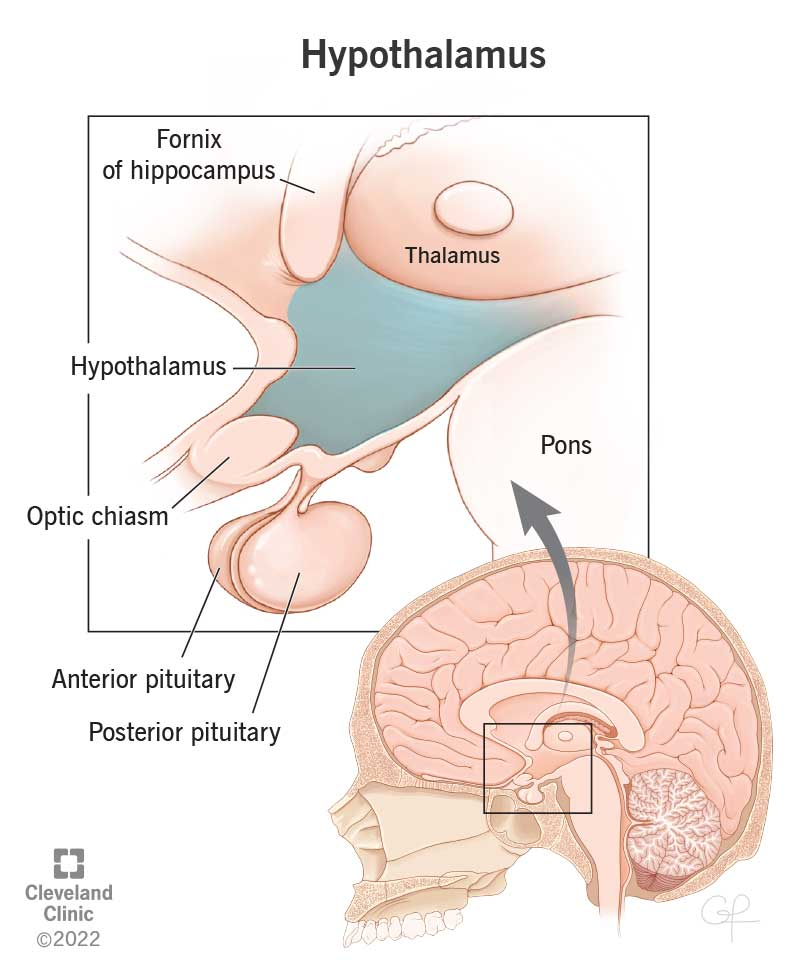 Hypothalamus
Fornix
of hippocampus
Thalamus
Hypothalamus
Pons
Optic chiasm
Anterior pituitary
Posterior pituitary
Cleveland
Clinic
©2022